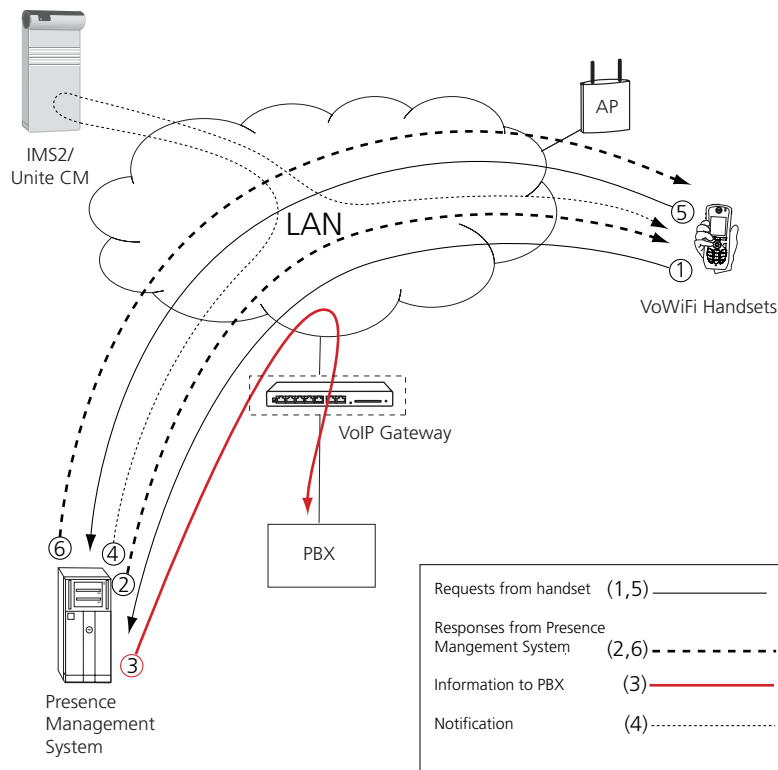 AP
IMS2/
Unite CM
LAN
5
1
VoWiFi Handsets
VoIP Gateway
6
4
2
PBX
3
Presence
Management
System
Requests from handset (1,5)
Responses from Presence
Mangement System (2,6)
Information to PBX (3)
Notification (4)